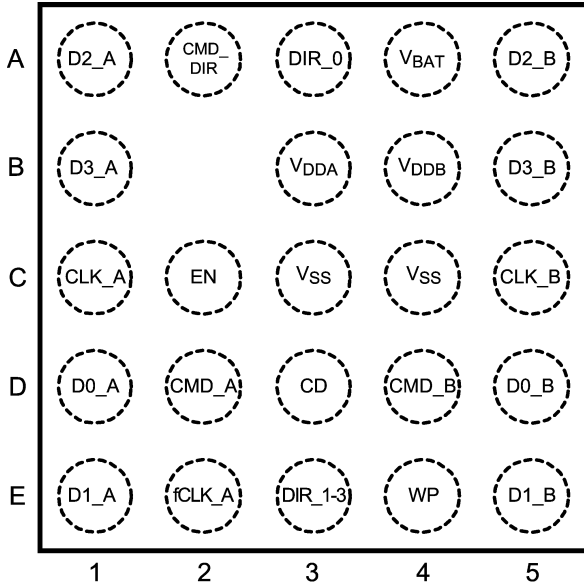 A D2_A CMD_ DIR DIR_0 VBAT D2_B
B D3_A VDDA VDDB D3_B
C CLK_A EN VSS VSS CLK_B
D D0_A CMD_A CD CMD_B D0_B
E D1_A fCLK_A DIR_1-3 WP D1_B
1 2 3 4 5